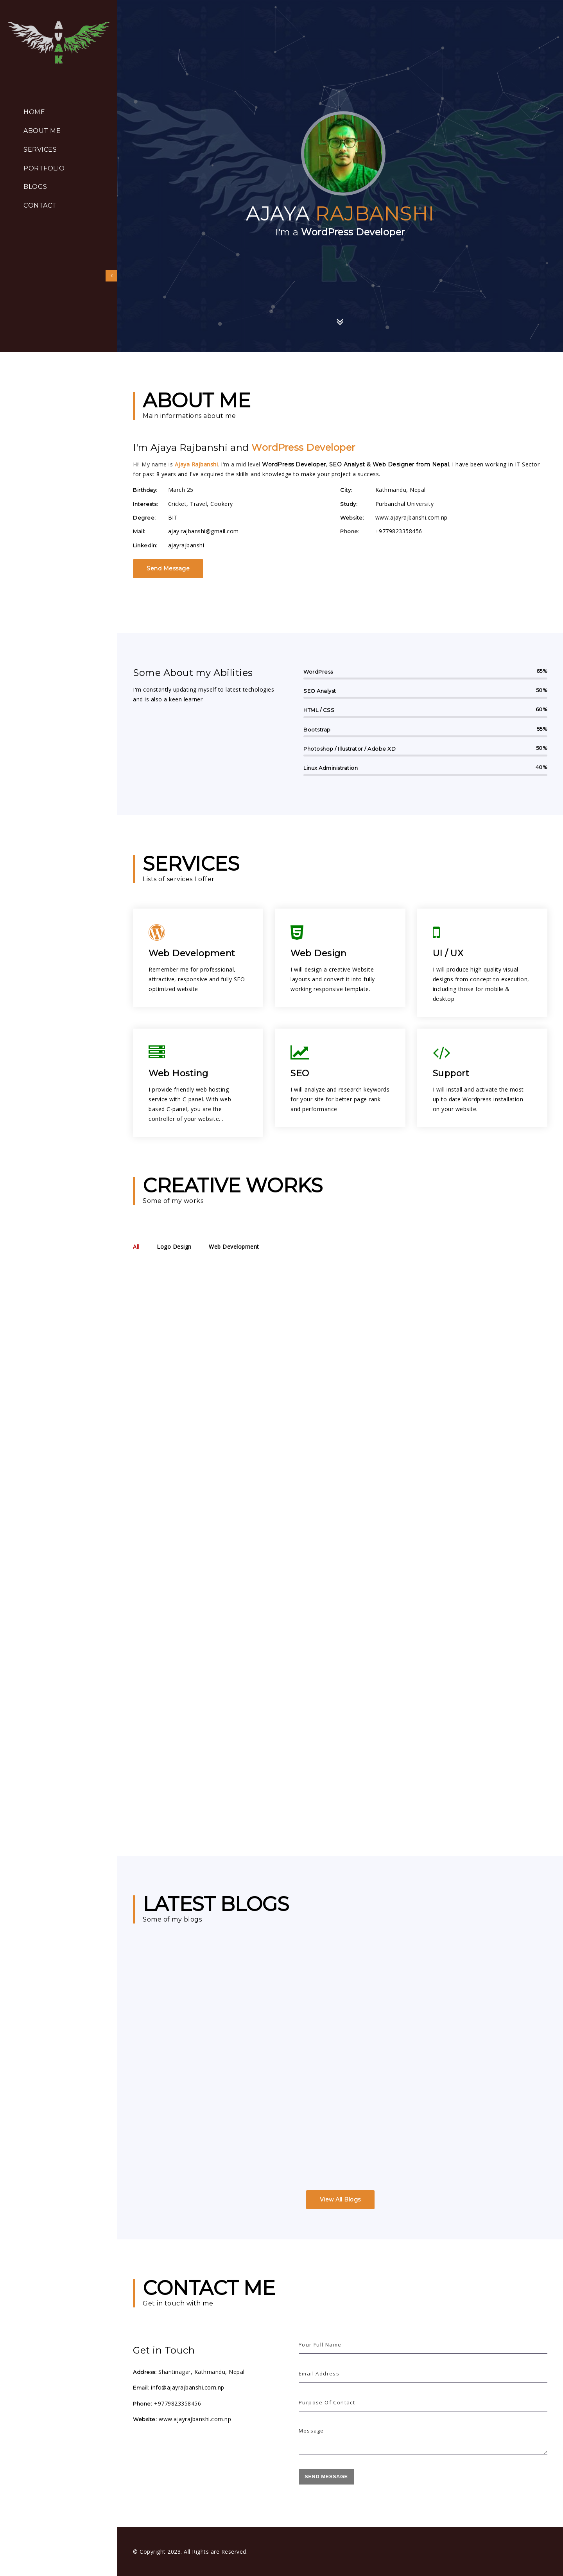 AJAK
HOME
ABOUT ME
SERVICES
PORTFOLIO
BLOGS
CONTACT
AJAYA RAJBANSHI
I'm a WordPress Developer
ABOUT ME
Main informations about me
I'm Ajaya Rajbanshi and WordPress Developer
Hi! My name is Ajaya Rajbanshi. I'm a mid level WordPress Developer, SEO Analyst & Web Designer from Nepal. I have been working in IT Sector
for past 8 years and I've acquired the skills and knowledge to make your project a success.
Birthday: March 25
City: Kathmandu, Nepal
Interests: Cricket, Travel, Cookery
Study: Purbanchal University
Degree: BIT
Website: www.ajayrajbanshi.com.np
Mail: ajay.rajbanshi@gmail.com
Phone: +9779823358456
Linkedin: ajayrajbanshi
Send Message
Some About my Abilities
I'm constantly updating myself to latest techologies
and is also a keen learner.
WordPress 65%
SEO Analyst 50%
HTML / CSS 60%
Bootstrap 55%
Photoshop / Illustrator / Adobe XD 50%
Linux Administration 40%
SERVICES
Lists of services I offer
Web Development
Remember me for professional,
attractive, responsive and fully SEO
optimized website
Web Design
I will design a creative Website
layouts and convert it into fully
working responsive template.
UI / UX
I will produce high quality visual
designs from concept to execution,
including those for mobile &
desktop
Web Hosting
I provide friendly web hosting
service with C-panel. With web-
based C-panel, you are the
controller of your website. .
SEO
I will analyze and research keywords
for your site for better page rank
and performance
Support
I will install and activate the most
up to date Wordpress installation
on your website.
CREATIVE WORKS
Some of my works
All Logo Design Web Development
LATEST BLOGS
Some of my blogs
View All Blogs
CONTACT ME
Get in touch with me
Get in Touch
Address: Shantinagar, Kathmandu, Nepal
Email: info@ajayrajbanshi.com.np
Phone: +9779823358456
Website: www.ajayrajbanshi.com.np
Your Full Name
Email Address
Purpose Of Contact
Message
SEND MESSAGE
© Copyright 2023. All Rights are Reserved.